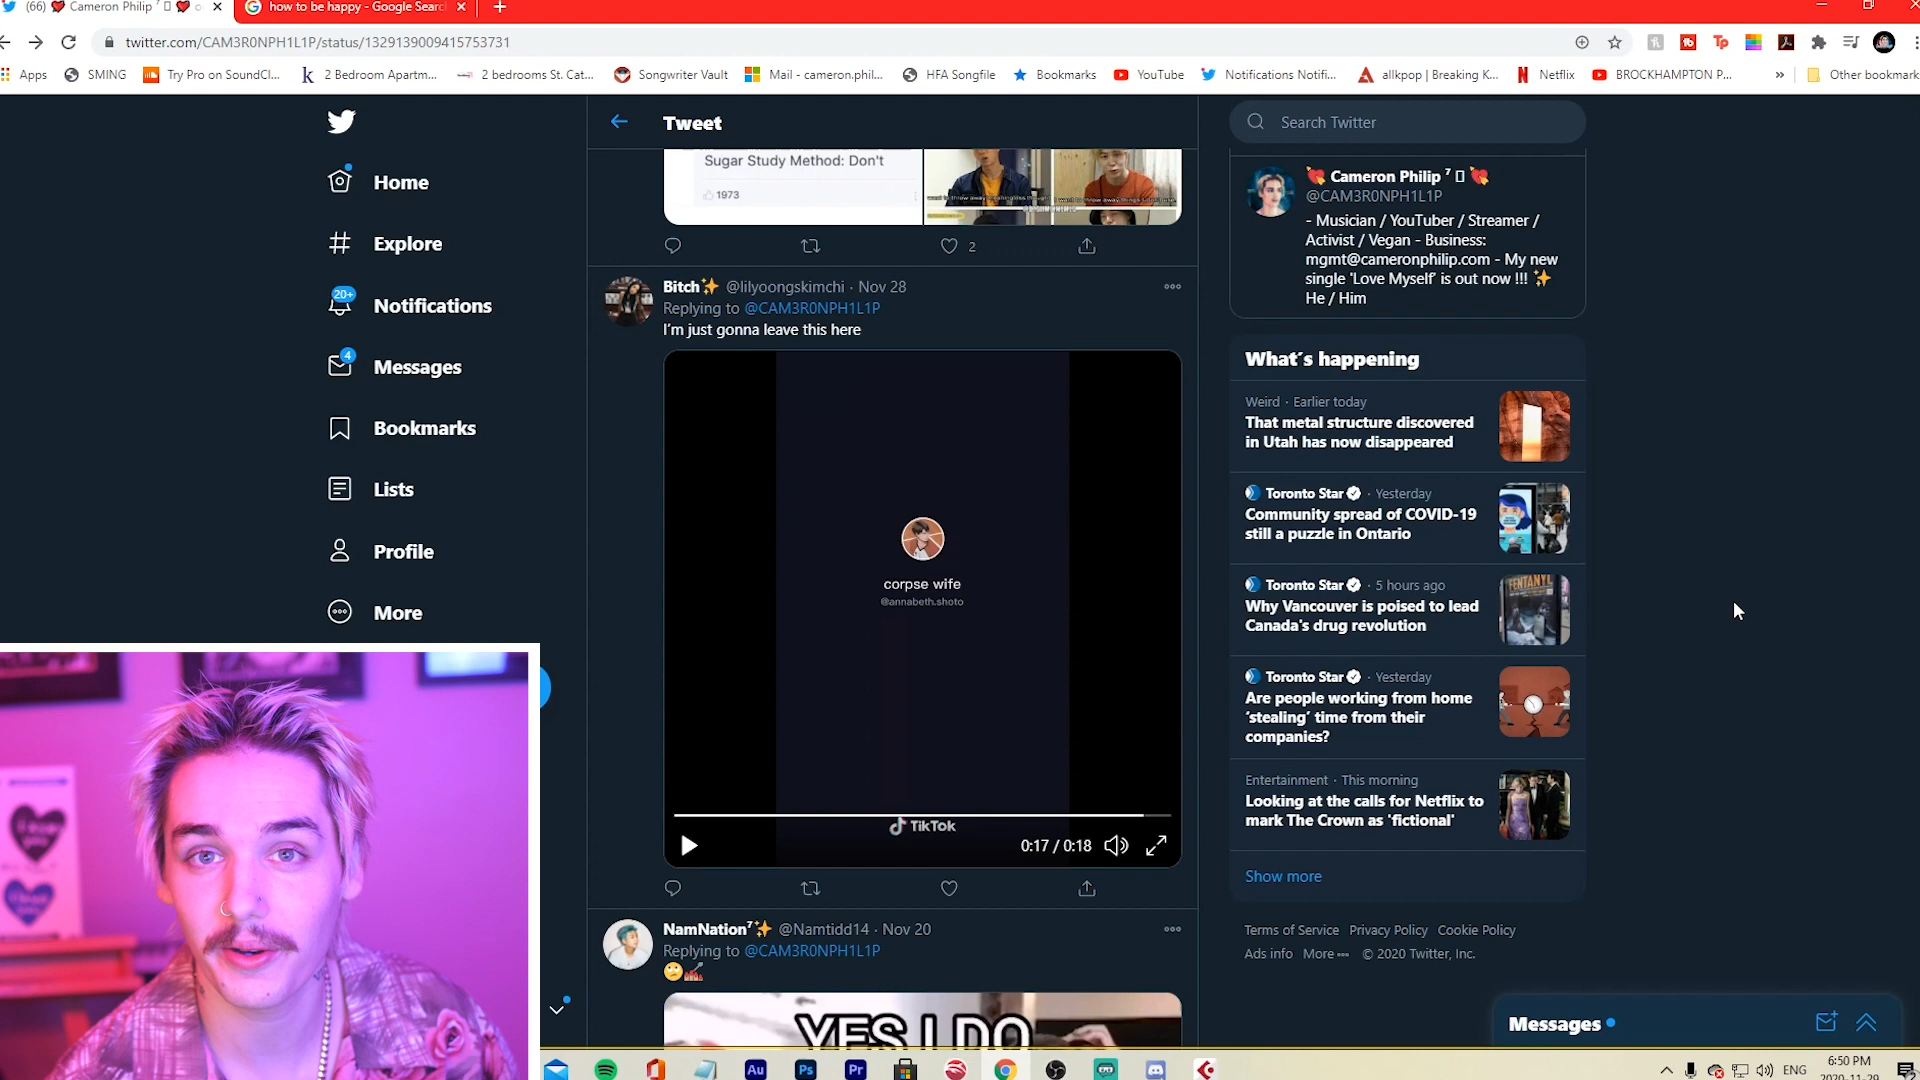 (66) ❤️ Cameron Philip ⁷
how to be happy - Google Sear
twitter.com/CAM3R0NPH1L1P/status/1329139009415753731
Apps
SMING
Try Pro on SoundCl...
2 Bedroom Apartm...
2 bedrooms St. Cat...
Songwriter Vault
Mail - cameron.phil...
HFA Songfile
Bookmarks
YouTube
Notifications Notifi...
allkpop | Breaking K...
Netflix
BROCKHAMPTON P...
»
Other bookmark
Home
Explore
20+
Notifications
4
Messages
Bookmarks
Lists
Profile
More
Tweet
Sugar Study Method: Don't
1973
2
Bitch✨ @lilyoongskimchi · Nov 28
Replying to @CAM3R0NPH1L1P
I'm just gonna leave this here
corpse wife
@annabeth.shoto
TikTok
0:17 / 0:18
NamNation⁷✨ @Namtidd14 · Nov 20
Replying to @CAM3R0NPH1L1P
YES I DO
Search Twitter
💘 Cameron Philip ⁷ 💘
@CAM3R0NPH1L1P
- Musician / YouTuber / Streamer /
Activist / Vegan - Business:
mgmt@cameronphilip.com - My new
single 'Love Myself' is out now !!! ✨
He / Him
What's happening
Weird · Earlier today
That metal structure discovered
in Utah has now disappeared
Toronto Star · Yesterday
Community spread of COVID-19
still a puzzle in Ontario
Toronto Star · 5 hours ago
Why Vancouver is poised to lead
Canada's drug revolution
FENTANYL
Toronto Star · Yesterday
Are people working from home
'stealing' time from their
companies?
Entertainment · This morning
Looking at the calls for Netflix to
mark The Crown as 'fictional'
Show more
Terms of Service Privacy Policy Cookie Policy
Ads info More ••• © 2020 Twitter, Inc.
Messages
Au
Ps
Pr
ENG
6:50 PM
2020-11-29